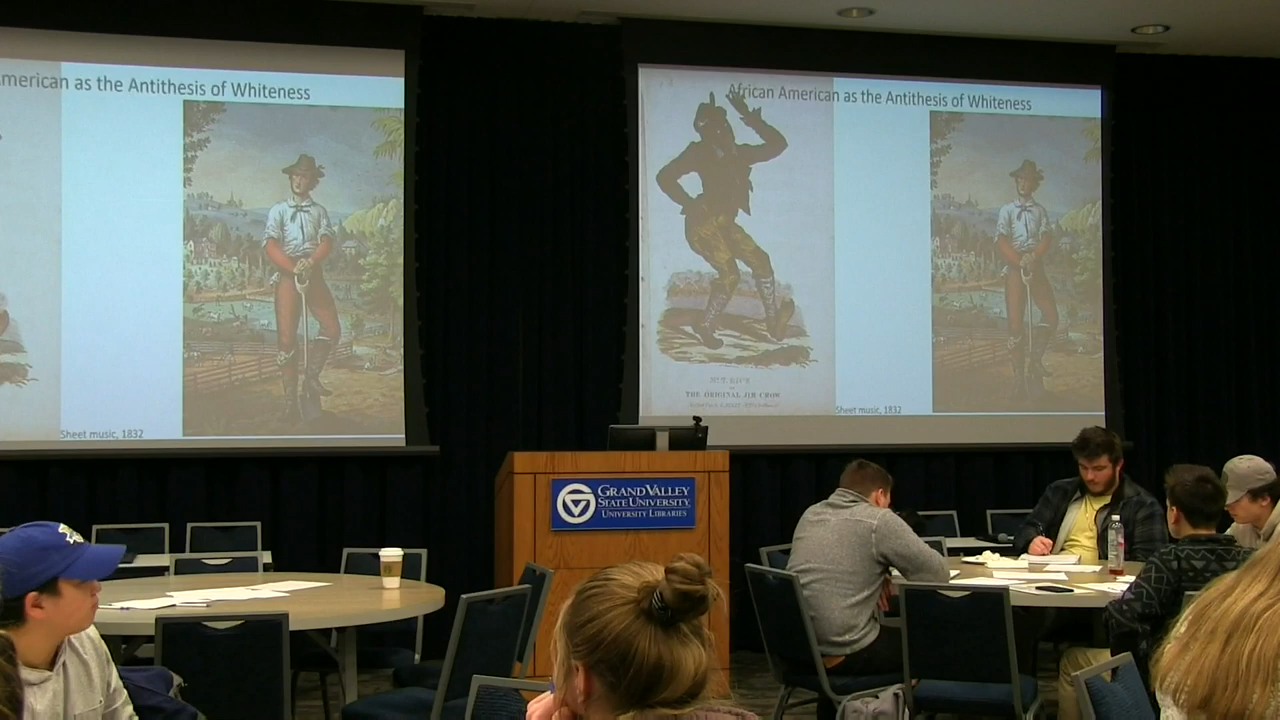 merican as the Antithesis of Whiteness
Sheet music, 1832
African American as the Antithesis of Whiteness
THE ORIGINAL JIM CROW
Sheet music, 1832
GRAND VALLEY
STATE UNIVERSITY
UNIVERSITY LIBRARIES